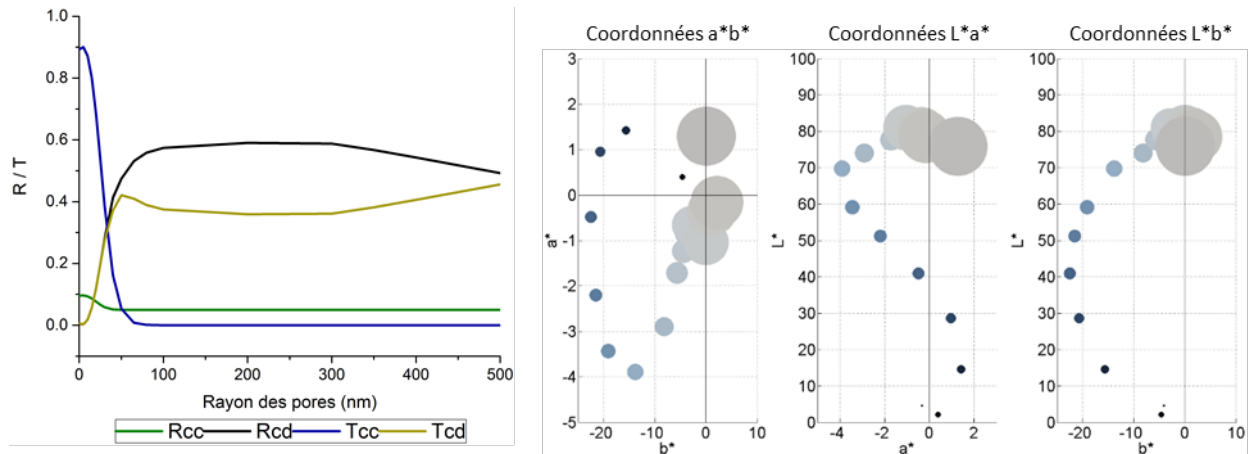 1.0
0.8
0.6
0.4
0.2
0.0
R / T
0 100 200 300 400 500
Rayon des pores (nm)
Rcc Rcd Tcc Tcd
Coordonnées a*b*
3
2
1
0
-1
-2
-3
-4
-5
a*
-20 -10 0 10
b*
Coordonnées L*a*
100
90
80
70
60
50
40
30
20
10
0
L*
-4 -2 0 2
a*
Coordonnées L*b*
100
90
80
70
60
50
40
30
20
10
0
L*
-20 -10 0 10
b*